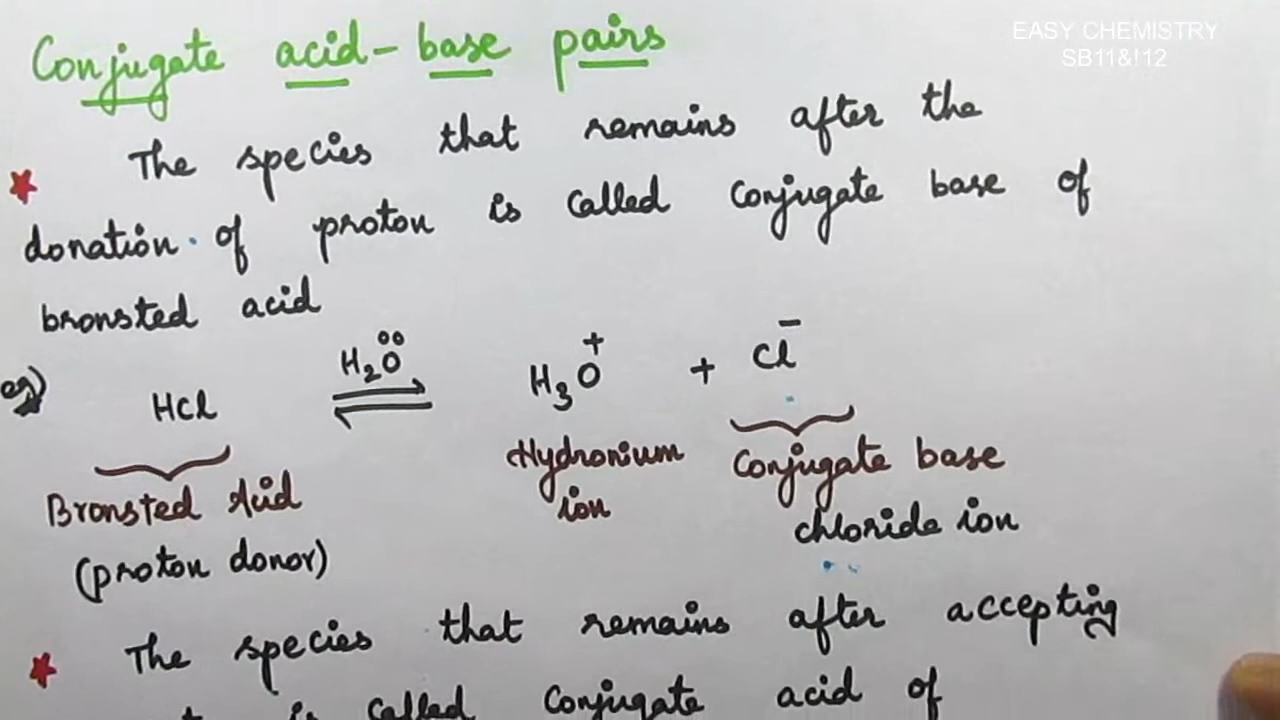 EASY CHEMISTRY
SB11&!12
Conjugate acid-base pairs
The species that remains after the
donation of proton is called conjugate base of
bronsted acid
eg) HCl ⇌ H₂O H₃O⁺ + Cl⁻
Bronsted Acid Hydronium ion Conjugate base
(proton donor) chloride ion
The species that remains after accepting
is called conjugate acid of